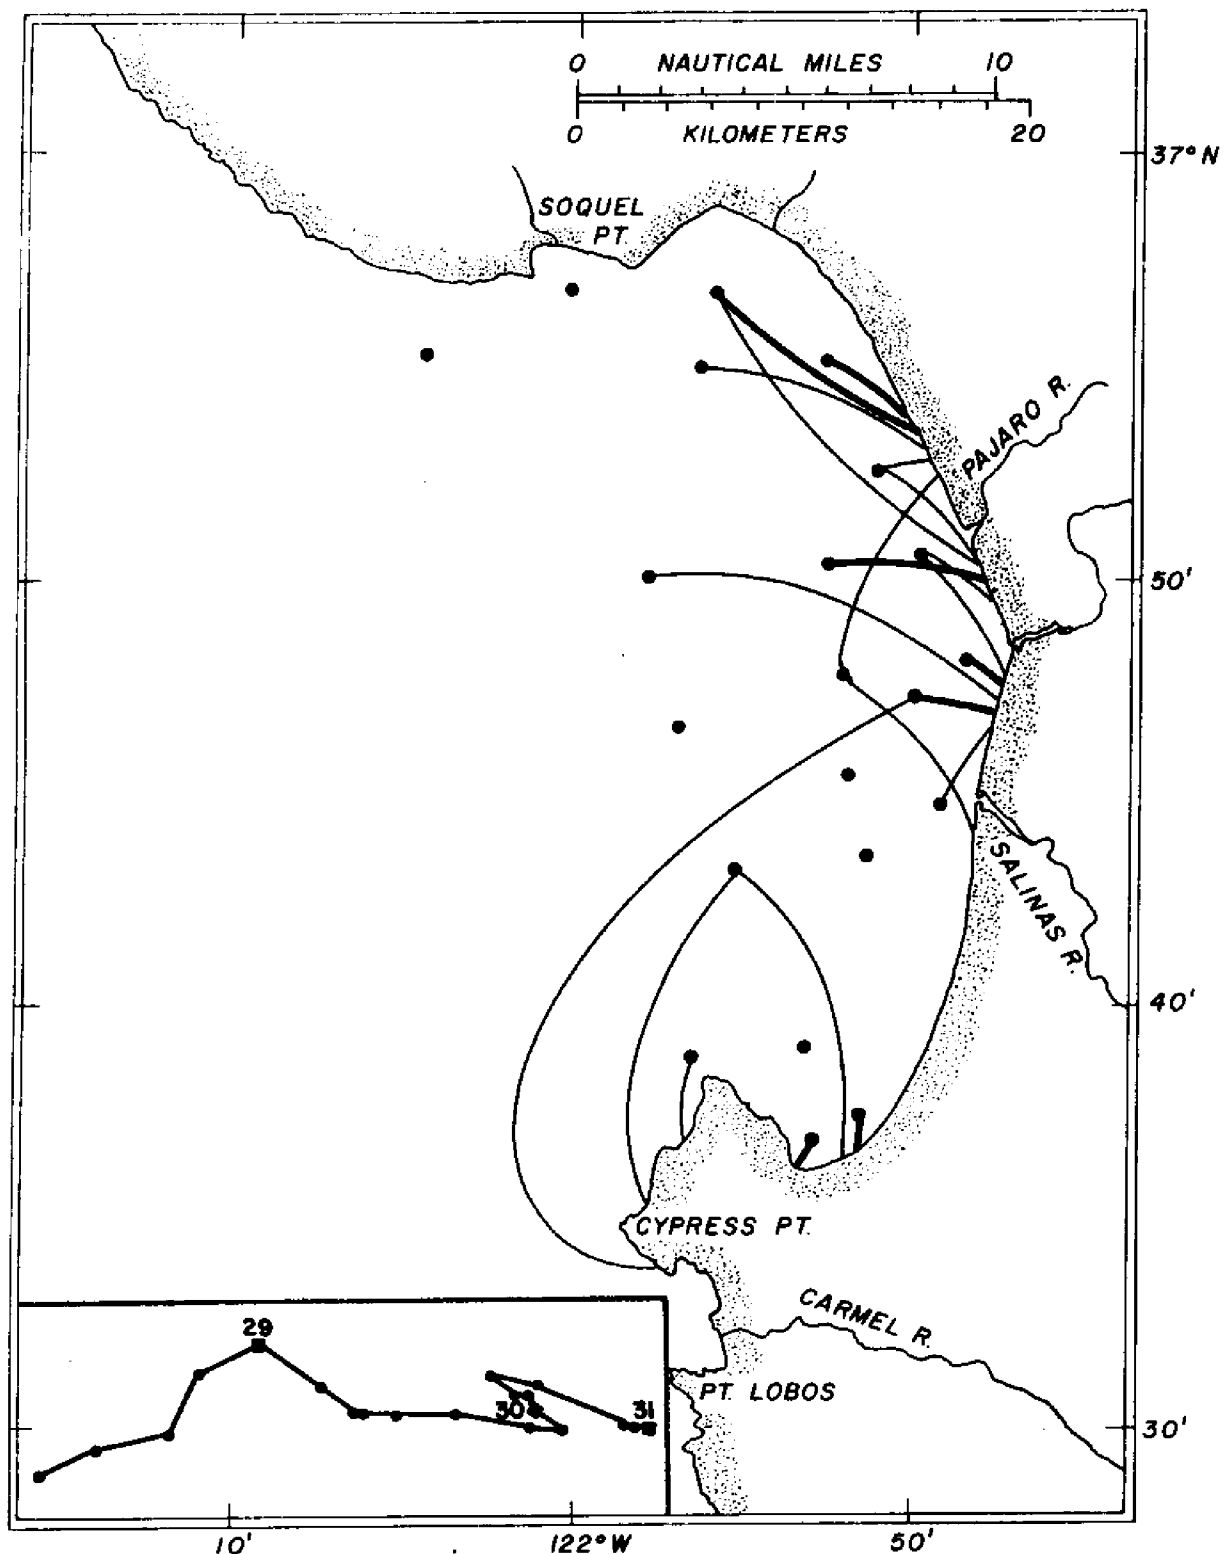 0 NAUTICAL MILES 10
0 KILOMETERS 20
37° N
SOQUEL
PT.
PAJARO R.
50'
SALINAS R.
40'
CYPRESS PT.
CARMEL R.
29
30
31
PT. LOBOS
30'
10' 122° W 50'